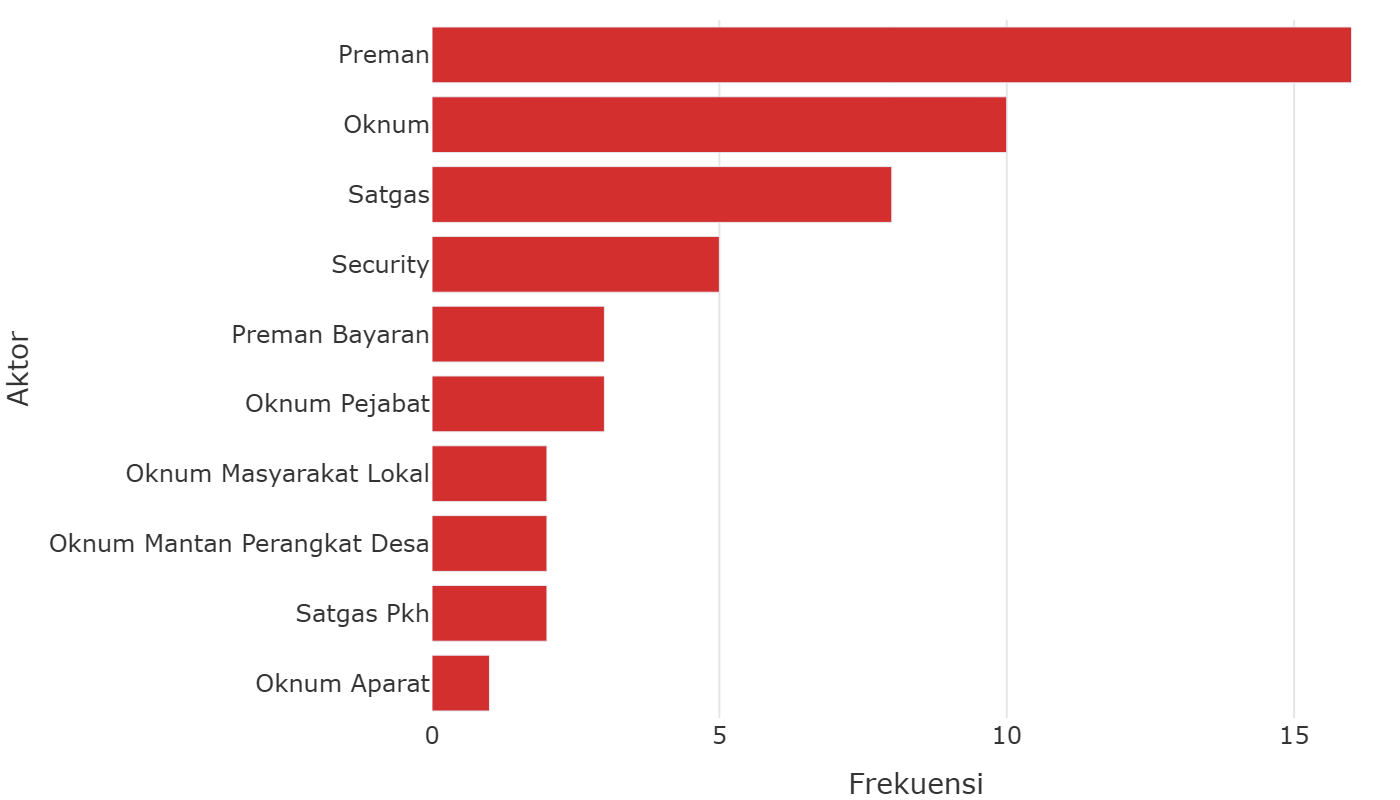 Preman
Oknum
Satgas
Security
Preman Bayaran
Oknum Pejabat
Oknum Masyarakat Lokal
Oknum Mantan Perangkat Desa
Satgas Pkh
Oknum Aparat
Aktor
0 5 10 15
Frekuensi